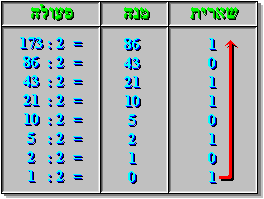 פעולה מנה שארית
173 : 2 = 86 1
86 : 2 = 43 0
43 : 2 = 21 1
21 : 2 = 10 1
10 : 2 = 5 0
5 : 2 = 2 1
2 : 2 = 1 0
1 : 2 = 0 1